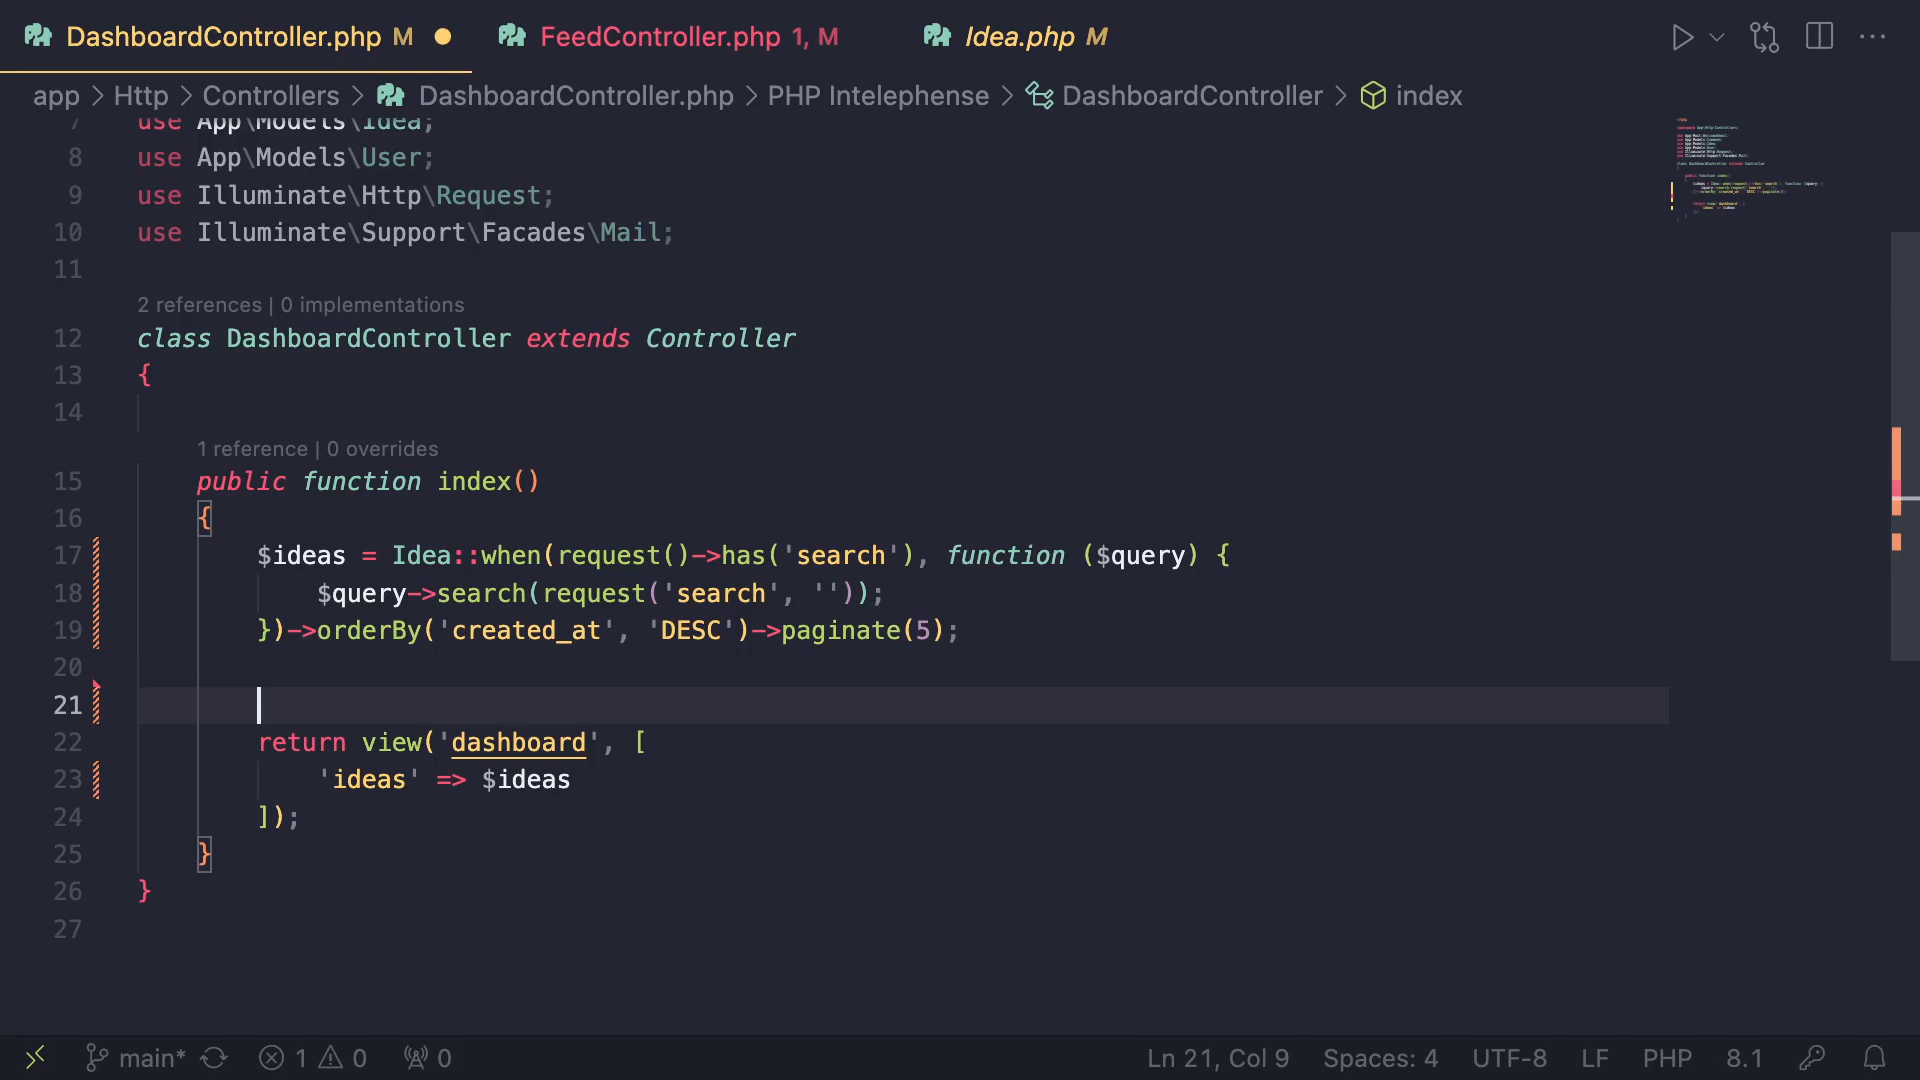 DashboardController.php M
FeedController.php 1, M
Idea.php M
app > Http > Controllers > DashboardController.php > PHP Intelephense > DashboardController > index
7 use App\Models\Idea;
8 use App\Models\User;
9 use Illuminate\Http\Request;
10 use Illuminate\Support\Facades\Mail;
11
2 references | 0 implementations
12 class DashboardController extends Controller
13 {
14
1 reference | 0 overrides
15 public function index()
16 {
17 $ideas = Idea::when(request()->has('search'), function ($query) {
18 $query->search(request('search', ''));
19 })->orderBy('created_at', 'DESC')->paginate(5);
20
21
22 return view('dashboard', [
23 'ideas' => $ideas
24 ]);
25 }
26 }
27
main* 1 0 0 Ln 21, Col 9 Spaces: 4 UTF-8 LF PHP 8.1